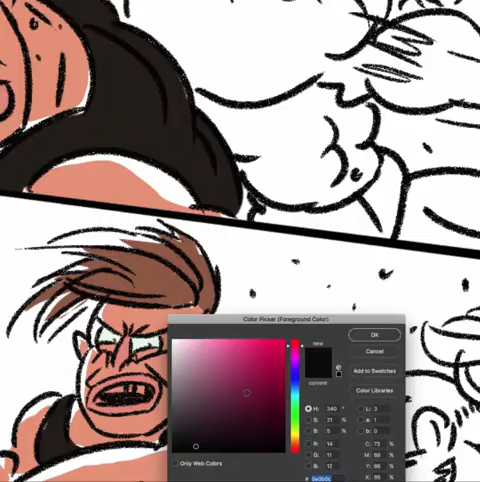 Color Picker (Foreground Color)
new
OK
Cancel
current
Add to Swatches
Color Libraries
H: 340 °
L: 3
S: 21 %
a: 1
B: 5 %
b: 0
R: 14
C: 73 %
G: 11
M: 68 %
B: 12
Y: 66 %
Only Web Colors
# 0e0b0c
K: 85 %